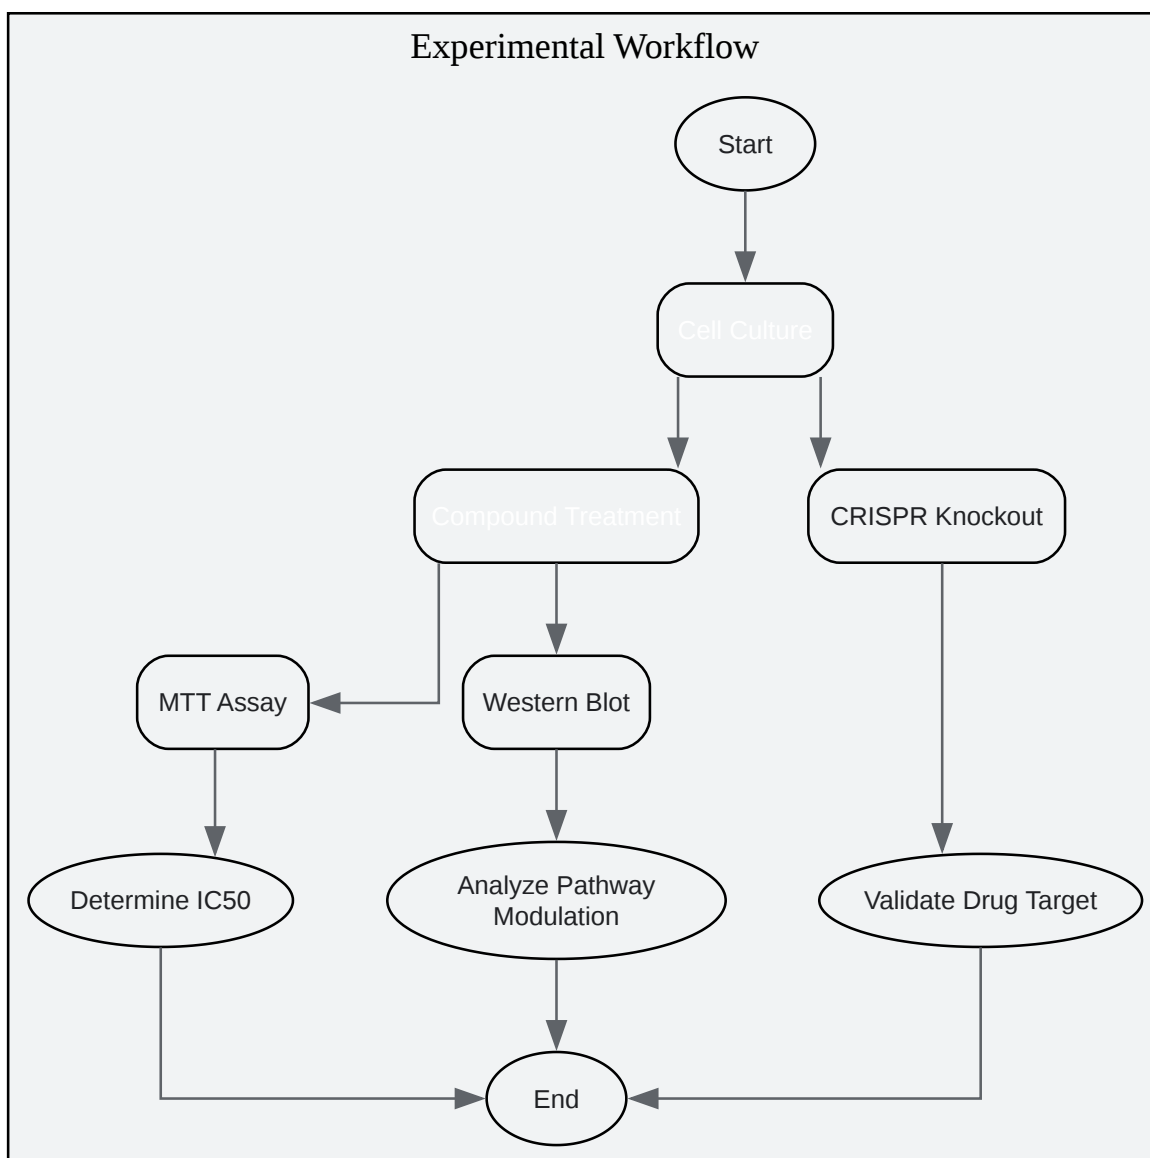 Experimental Workflow
Start
Cell Culture
Compound Treatment
CRISPR Knockout
MTT Assay
Western Blot
Determine IC50
Analyze Pathway
Modulation
Validate Drug Target
End